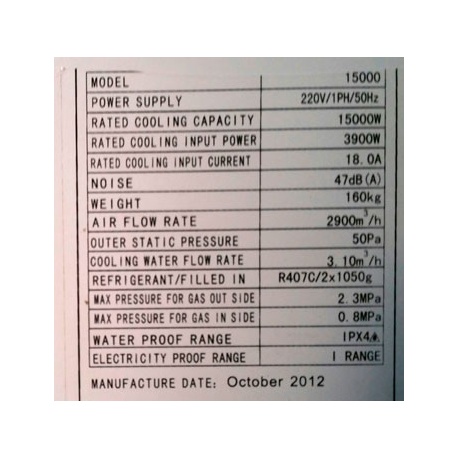 MODEL 15000
POWER SUPPLY 220V/1PH/50Hz
RATED COOLING CAPACITY 15000W
RATED COOLING INPUT POWER 3900W
RATED COOLING INPUT CURRENT 18.0A
NOISE 47dB(A)
WEIGHT 160kg
AIR FLOW RATE 2900m³/h
OUTER STATIC PRESSURE 50Pa
COOLING WATER FLOW RATE 3.10m³/h
REFRIGERANT/FILLED IN R407C/2x1050g
MAX PRESSURE FOR GAS OUT SIDE 2.3MPa
MAX PRESSURE FOR GAS IN SIDE 0.8MPa
WATER PROOF RANGE IPX4
ELECTRICITY PROOF RANGE I RANGE
MANUFACTURE DATE: October 2012